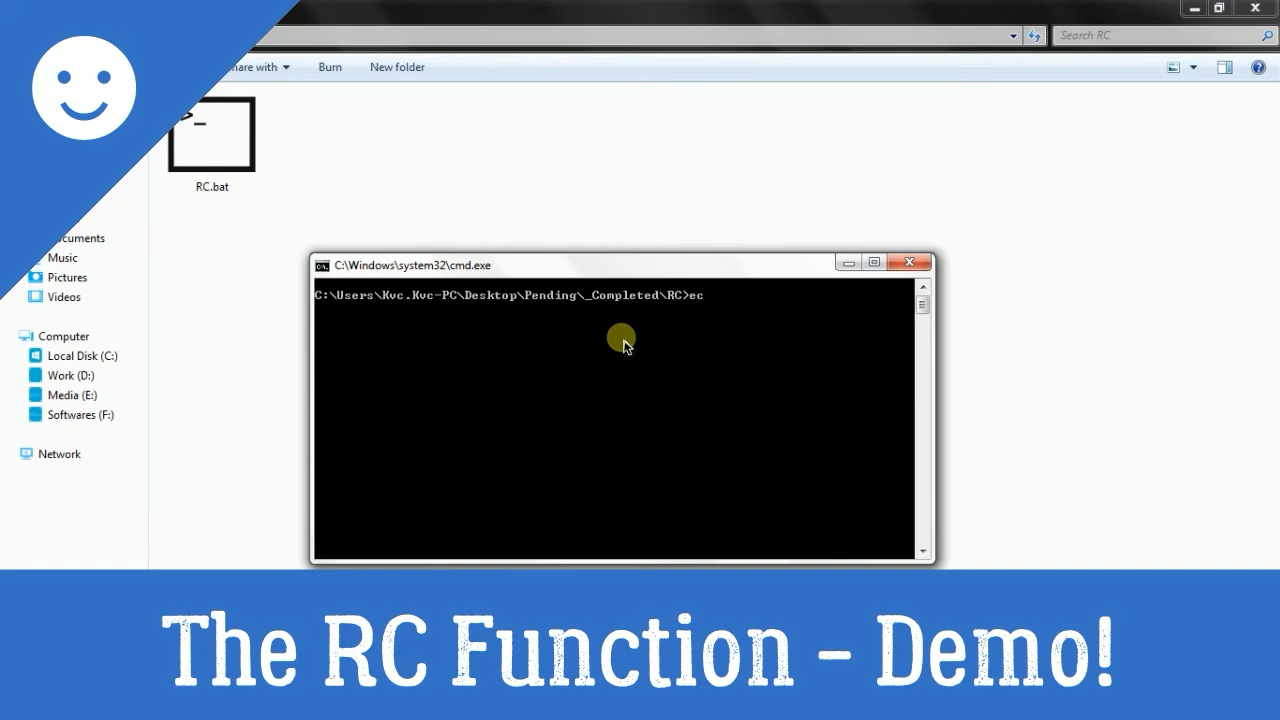 Search RC
hare with
Burn
New folder
>_
RC.bat
cuments
Music
Pictures
Videos
Computer
Local Disk (C:)
Work (D:)
Media (E:)
Softwares (F:)
Network
C:\Windows\system32\cmd.exe
C:\Users\Kvc.Kvc-PC\Desktop\Pending\_Completed\RC>ec
The RC Function - Demo!